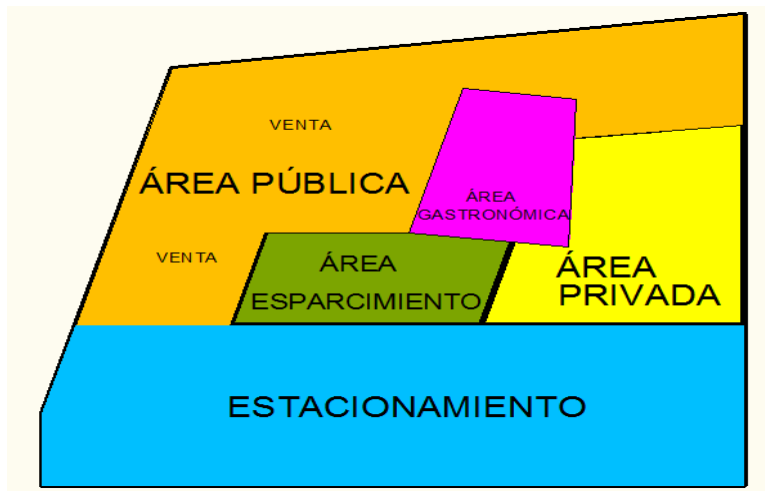 VENTA
ÁREA PÚBLICA
ÁREA
GASTRONÓMICA
VENTA
ÁREA
ESPARCIMIENTO
ÁREA
PRIVADA
ESTACIONAMIENTO